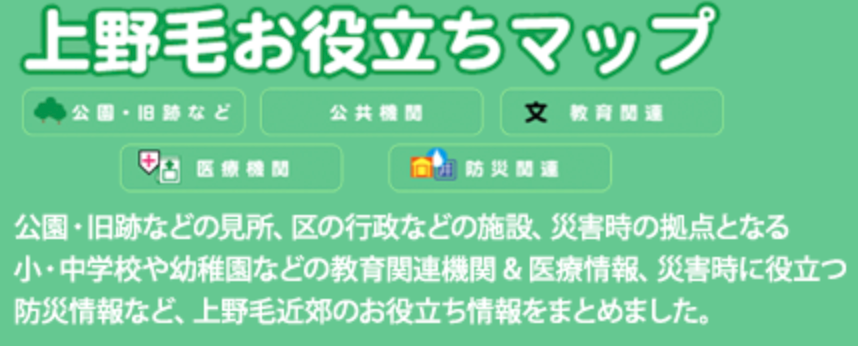 上野毛お役立ちマップ
公園・旧跡など
公共機関
文 教育関連
医療機関
防災関連
公園・旧跡などの見所、区の行政などの施設、災害時の拠点となる
小・中学校や幼稚園などの教育関連機関 & 医療情報、災害時に役立つ
防災情報など、上野毛近郊のお役立ち情報をまとめました。